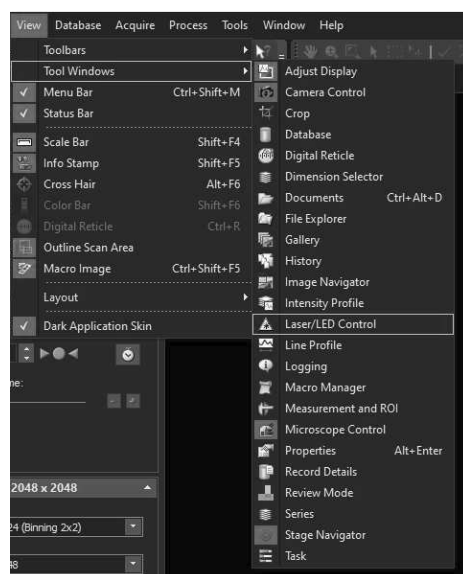 View Database Acquire Process Tools Window Help
Toolbars
Tool Windows
Menu Bar Ctrl+Shift+M
Status Bar
Scale Bar Shift+F4
Info Stamp Shift+F5
Cross Hair Alt+F6
Color Bar Shift+F6
Digital Reticle Ctrl+R
Outline Scan Area
Macro Image Ctrl+Shift+F5
Layout
Dark Application Skin
Adjust Display
Camera Control
Crop
Database
Digital Reticle
Dimension Selector
Documents Ctrl+Alt+D
File Explorer
Gallery
History
Image Navigator
Intensity Profile
Laser/LED Control
Line Profile
Logging
Macro Manager
Measurement and ROI
Microscope Control
Properties Alt+Enter
Record Details
Review Mode
Series
Stage Navigator
Task
me:
2048 x 2048
24 (Binning 2x2)
48